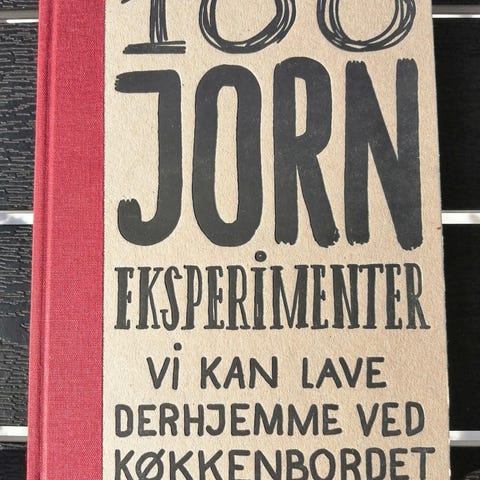 100
JORN
EKSPERIMENTER
Vi KAN LAVE
DERHJEMME VED
KØKKENBORDET